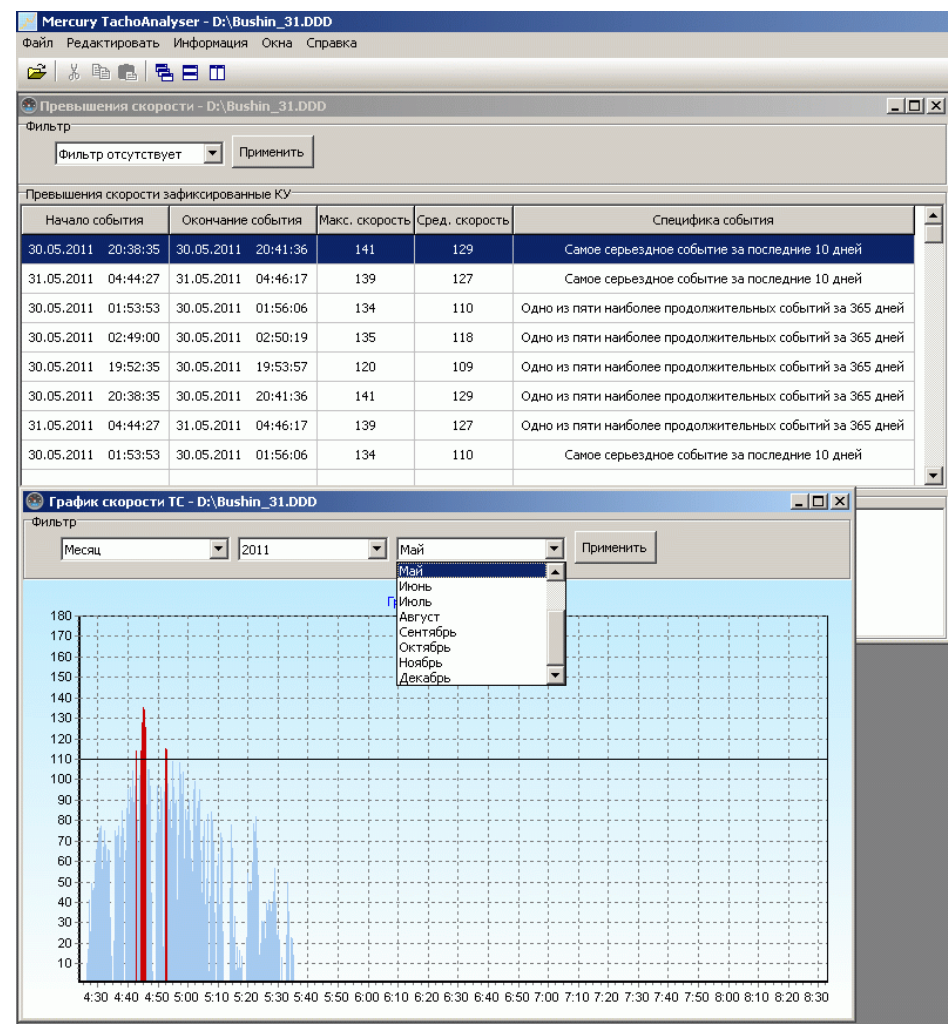 Mercury TachoAnalyser - D:\Bushin_31.DDD
Файл Редактировать Информация Окна Справка
Превышения скорости - D:\Bushin_31.DDD
Фильтр
Фильтр отсутствует Применить
Превышения скорости зафиксированные КУ
Начало события Окончание события Макс. скорость Сред. скорость Специфика события
30.05.2011 20:38:35 30.05.2011 20:41:36 141 129 Самое серьездное событие за последние 10 дней
31.05.2011 04:44:27 31.05.2011 04:46:17 139 127 Самое серьездное событие за последние 10 дней
30.05.2011 01:53:53 30.05.2011 01:56:06 134 110 Одно из пяти наиболее продолжительных событий за 365 дней
30.05.2011 02:49:00 30.05.2011 02:50:19 135 118 Одно из пяти наиболее продолжительных событий за 365 дней
30.05.2011 19:52:35 30.05.2011 19:53:57 120 109 Одно из пяти наиболее продолжительных событий за 365 дней
30.05.2011 20:38:35 30.05.2011 20:41:36 141 129 Одно из пяти наиболее продолжительных событий за 365 дней
31.05.2011 04:44:27 31.05.2011 04:46:17 139 127 Одно из пяти наиболее продолжительных событий за 365 дней
30.05.2011 01:53:53 30.05.2011 01:56:06 134 110 Самое серьездное событие за последние 10 дней
График скорости ТС - D:\Bushin_31.DDD
Фильтр
Месяц 2011 Май Применить
Май
Июнь
Июль
Август
Сентябрь
Октябрь
Ноябрь
Декабрь
180
170
160
150
140
130
120
110
100
90
80
70
60
50
40
30
20
10
4:30 4:40 4:50 5:00 5:10 5:20 5:30 5:40 5:50 6:00 6:10 6:20 6:30 6:40 6:50 7:00 7:10 7:20 7:30 7:40 7:50 8:00 8:10 8:20 8:30